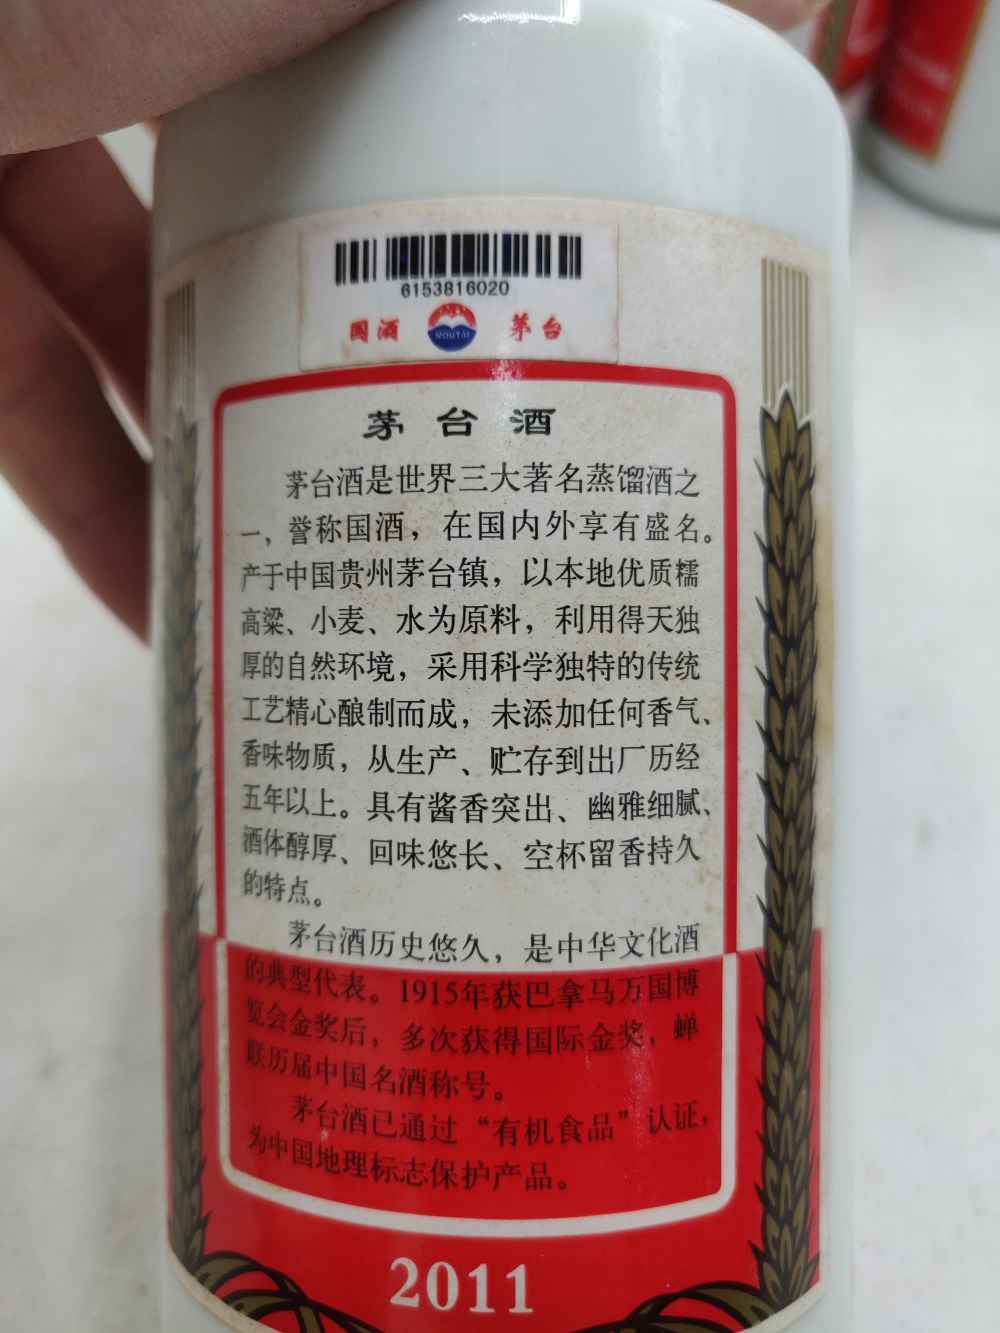 6153816020
国酒 MOUTAI 茅台
茅台酒
茅台酒是世界三大著名蒸馏酒之
一，誉称国酒，在国内外享有盛名。
产于中国贵州茅台镇，以本地优质糯
高粱、小麦、水为原料，利用得天独
厚的自然环境，采用科学独特的传统
工艺精心酿制而成，未添加任何香气、
香味物质，从生产、贮存到出厂历经
五年以上。具有酱香突出、幽雅细腻、
酒体醇厚、回味悠长、空杯留香持久
的特点。
茅台酒历史悠久，是中华文化酒
的典型代表。1915年获巴拿马万国博
览会金奖后，多次获得国际金奖，蝉
联历届中国名酒称号。
茅台酒已通过“有机食品”认证，
为中国地理标志保护产品。
2011